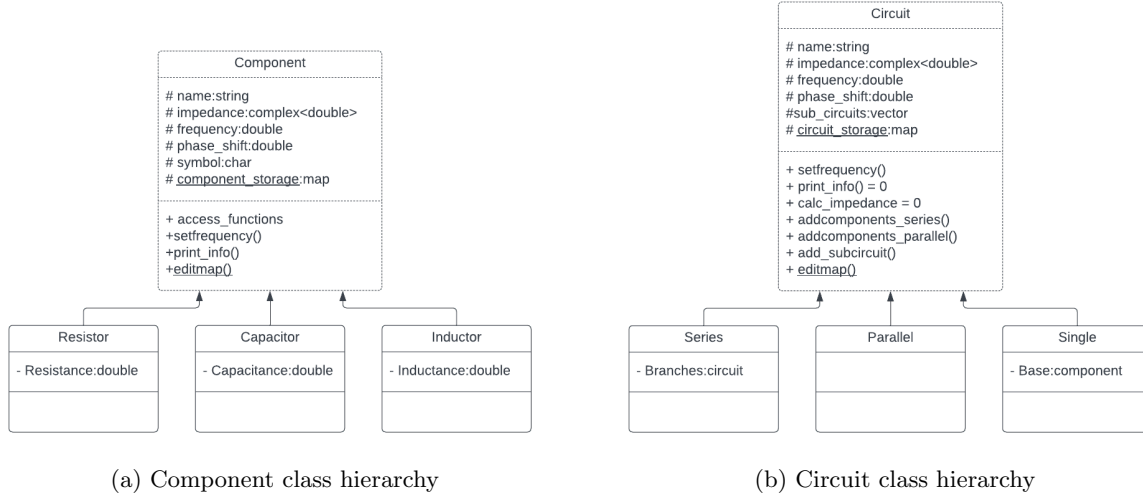 Component
# name:string
# impedance:complex<double>
# frequency:double
# phase_shift:double
# symbol:char
# component_storage:map
+ access_functions
+setfrequency()
+print_info()
+editmap()
Resistor
- Resistance:double
Capacitor
- Capacitance:double
Inductor
- Inductance:double
(a) Component class hierarchy
Circuit
# name:string
# impedance:complex<double>
# frequency:double
# phase_shift:double
#sub_circuits:vector
# circuit_storage:map
+ setfrequency()
+ print_info() = 0
+ calc_impedance = 0
+ addcomponents_series()
+ addcomponents_parallel()
+ add_subcircuit()
+ editmap()
Series
- Branches:circuit
Parallel
Single
- Base:component
(b) Circuit class hierarchy